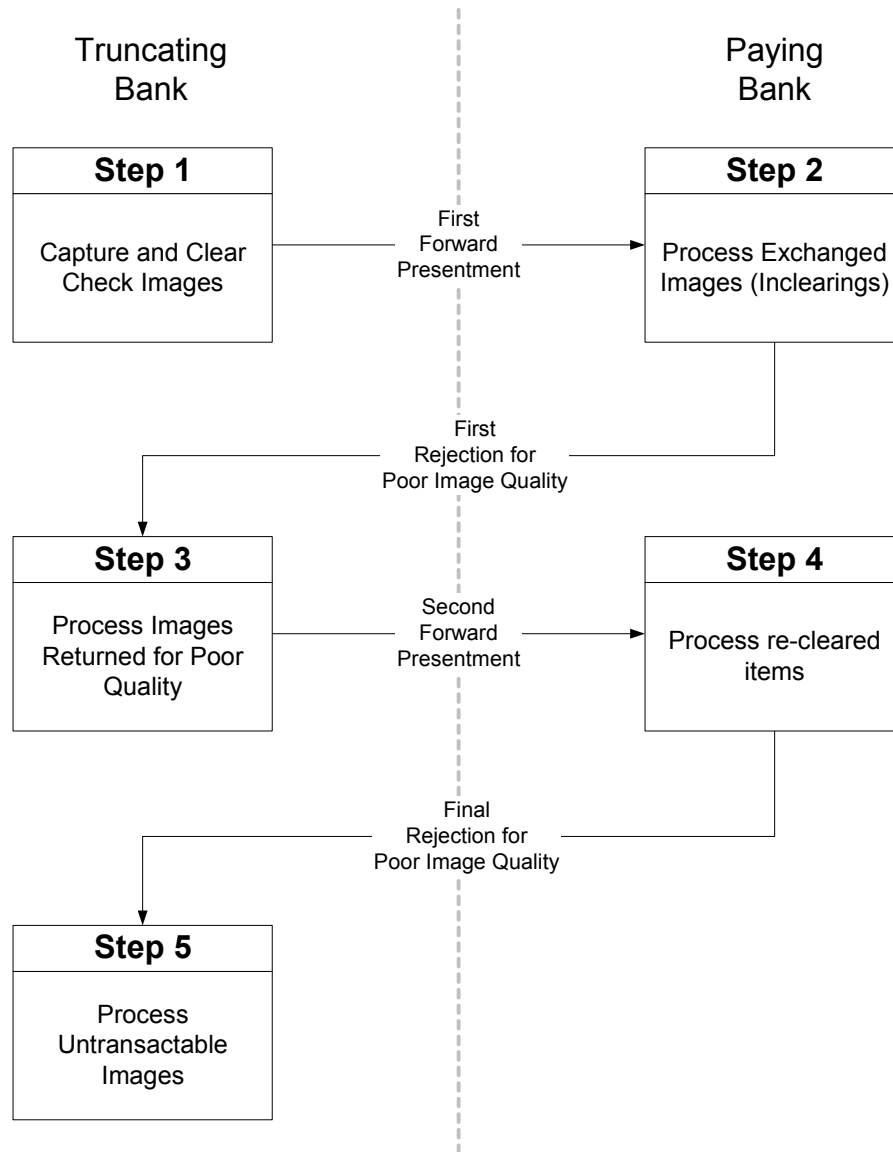 Truncating
Bank
Paying
Bank
Step 1
Capture and Clear
Check Images
First
Forward
Presentment
Step 2
Process Exchanged
Images (Inclearings)
First
Rejection for
Poor Image Quality
Step 3
Process Images
Returned for Poor
Quality
Second
Forward
Presentment
Step 4
Process re-cleared
items
Final
Rejection for
Poor Image Quality
Step 5
Process
Untransactable
Images